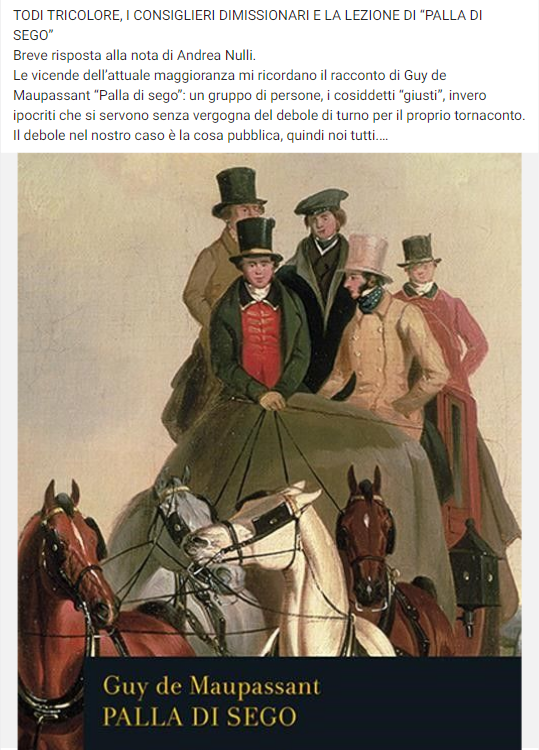 TODI TRICOLORE, I CONSIGLIERI DIMISSIONARI E LA LEZIONE DI “PALLA DI
SEGO”
Breve risposta alla nota di Andrea Nulli.
Le vicende dell’attuale maggioranza mi ricordano il racconto di Guy de
Maupassant “Palla di sego”: un gruppo di persone, i cosiddetti “giusti”, invero
ipocriti che si servono senza vergogna del debole di turno per il proprio tornaconto.
Il debole nel nostro caso è la cosa pubblica, quindi noi tutti.…
Guy de Maupassant
PALLA DI SEGO